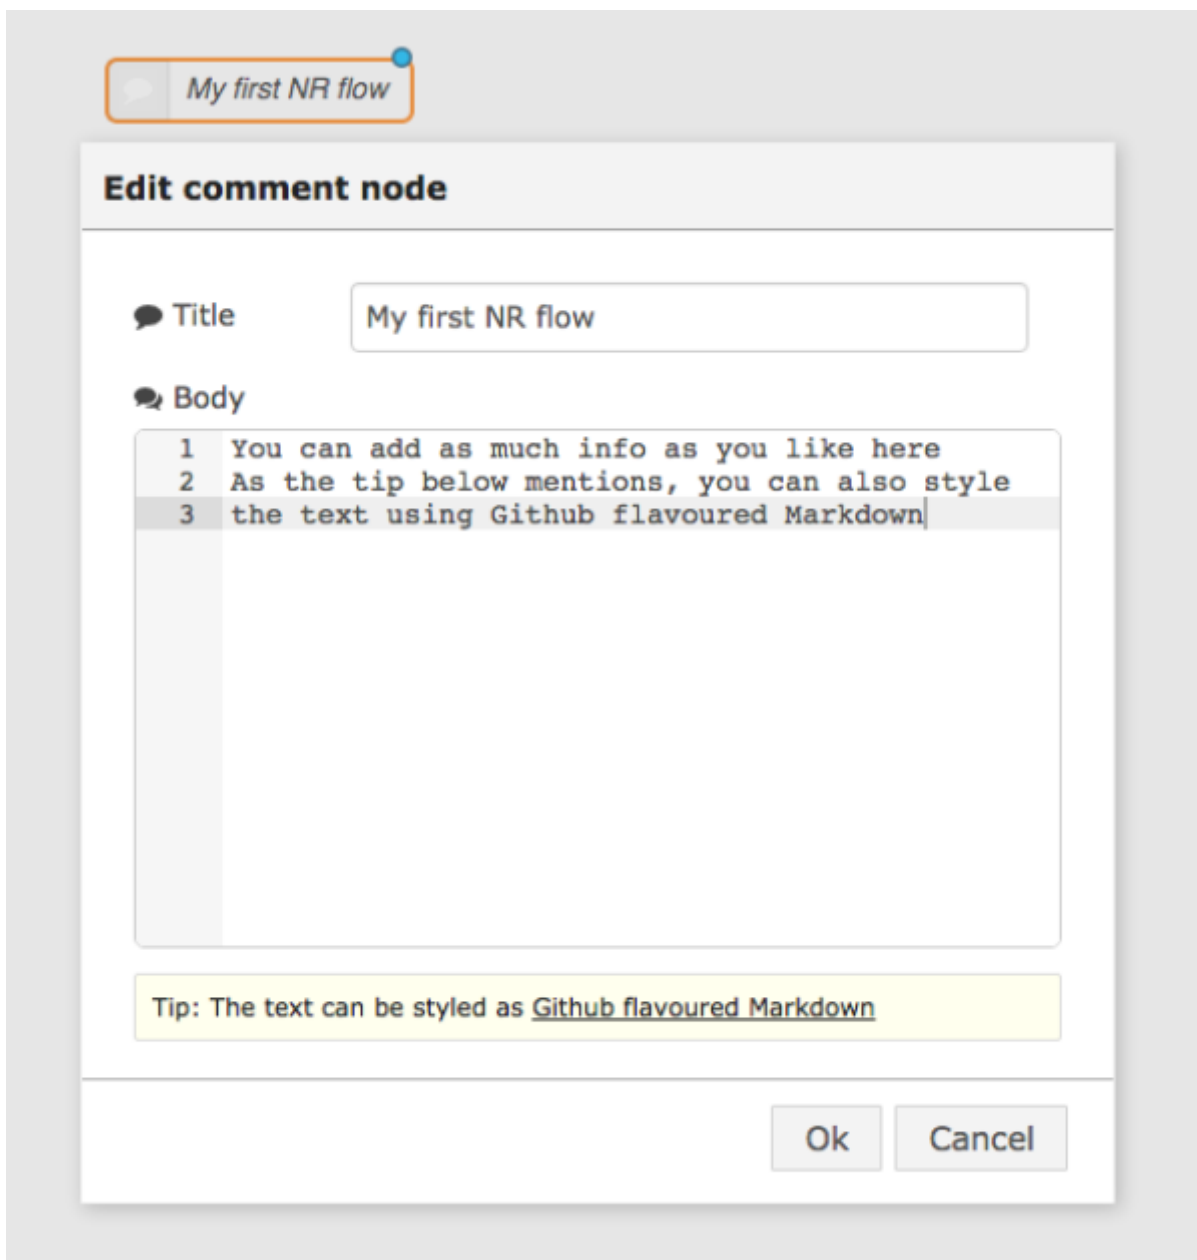 My first NR flow
Edit comment node
Title
My first NR flow
Body
1 You can add as much info as you like here
2 As the tip below mentions, you can also style
3 the text using Github flavoured Markdown
Tip: The text can be styled as Github flavoured Markdown
Ok Cancel